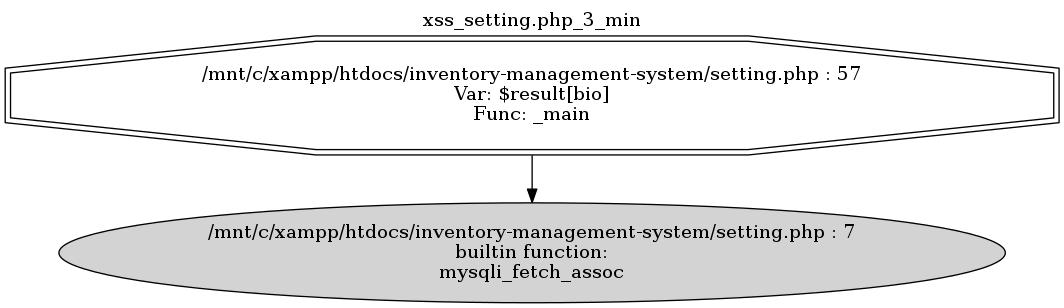 xss_setting.php_3_min
/mnt/c/xampp/htdocs/inventory-management-system/setting.php : 57
Var: $result[bio]
Func: _main
/mnt/c/xampp/htdocs/inventory-management-system/setting.php : 7
builtin function:
mysqli_fetch_assoc